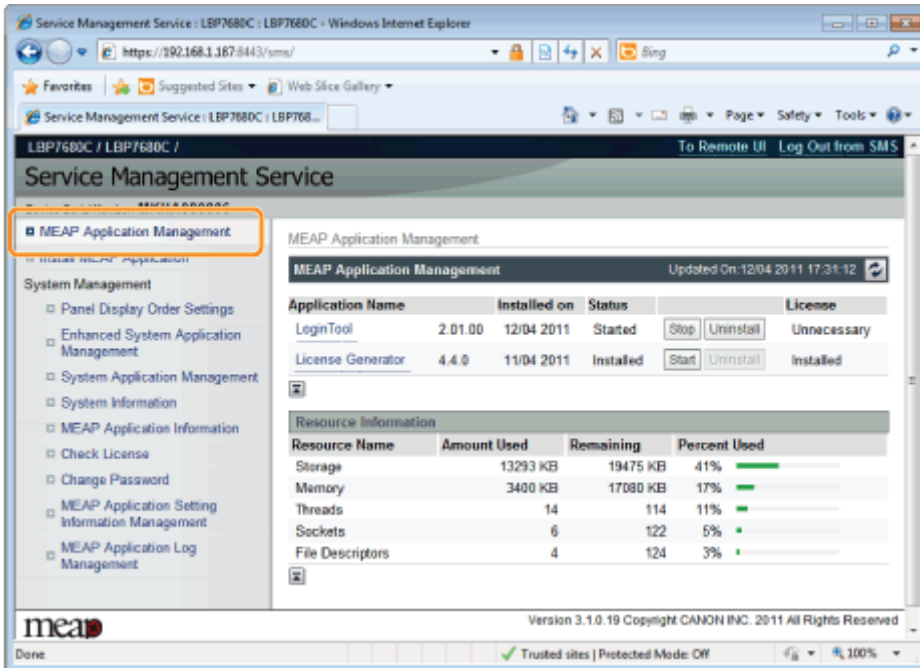 Service Management Service : LBP7680C : LBP7680C - Windows Internet Explorer
https://192.168.1.187:8443/sms/
Bing
Favorites Suggested Sites Web Slice Gallery
Service Management Service : LBP7680C : LBP768... Page Safety Tools
LBP7680C / LBP7680C / To Remote UI Log Out from SMS
Service Management Service
MEAP Application Management
Install MEAP Application
System Management
Panel Display Order Settings
Enhanced System Application
Management
System Application Management
System Information
MEAP Application Information
Check License
Change Password
MEAP Application Setting
Information Management
MEAP Application Log
Management
MEAP Application Management
MEAP Application Management Updated On:12/04 2011 17:31:12
Application Name Installed on Status License
LoginTool 2.01.00 12/04 2011 Started Stop Uninstall Unnecessary
License Generator 4.4.0 11/04 2011 Installed Start Uninstall Installed
Resource Information
Resource Name Amount Used Remaining Percent Used
Storage 13293 KB 19475 KB 41%
Memory 3400 KB 17080 KB 17%
Threads 14 114 11%
Sockets 6 122 5%
File Descriptors 4 124 3%
meap
Version 3.1.0.19 Copyright CANON INC. 2011 All Rights Reserved
Done Trusted sites | Protected Mode: Off 100%